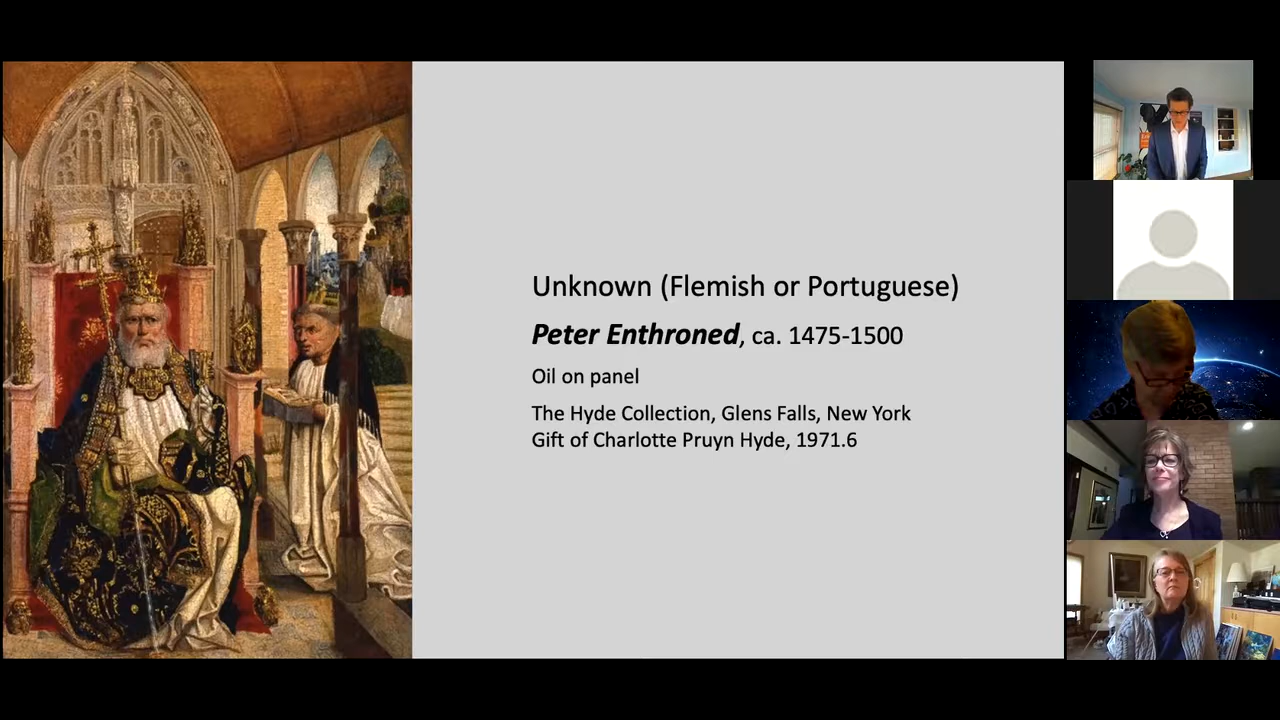 Unknown (Flemish or Portuguese)
Peter Enthroned, ca. 1475-1500
Oil on panel
The Hyde Collection, Glens Falls, New York
Gift of Charlotte Pruyn Hyde, 1971.6